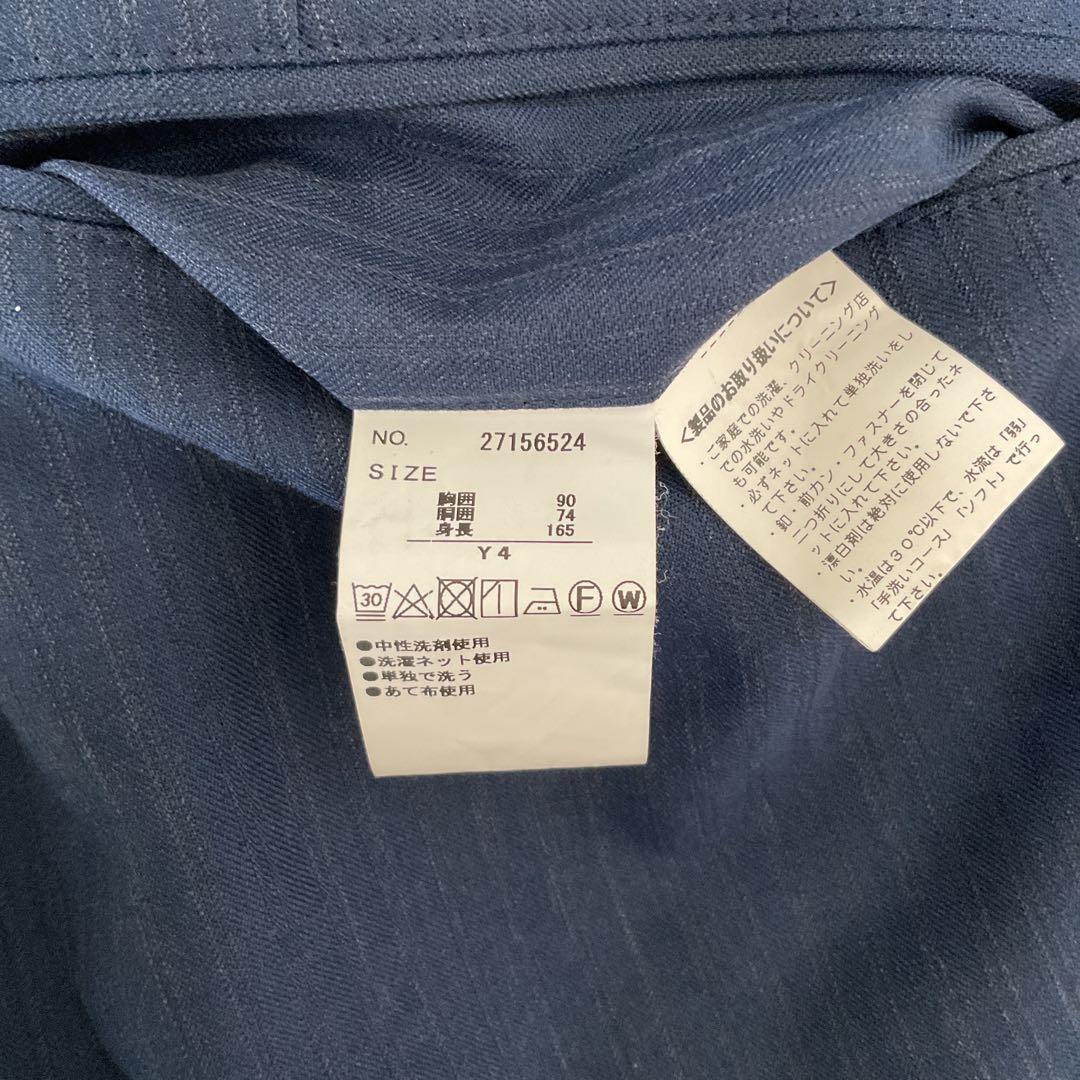 NO. 27156524
SIZE
胸囲 90
胴囲 74
身長 165
Y4
30 F W
●中性洗剤使用
●洗濯ネット使用
●単独で洗う
●あて布使用
<製品のお取り扱いについて>
・ご家庭での洗濯、クリーニング店
での水洗いやドライクリーニング
も可能です。
・必ずネットに入れて単独洗いをし
て下さい。
・釦・前カン・ファスナーを閉じて
二つ折りにして大きさの合ったネ
ットに入れて下さい。
・漂白剤は絶対に使用しないで下さ
い。
・水温は30℃以下で、水流は「弱」
「手洗いコース」「ソフト」で行っ
て下さい。